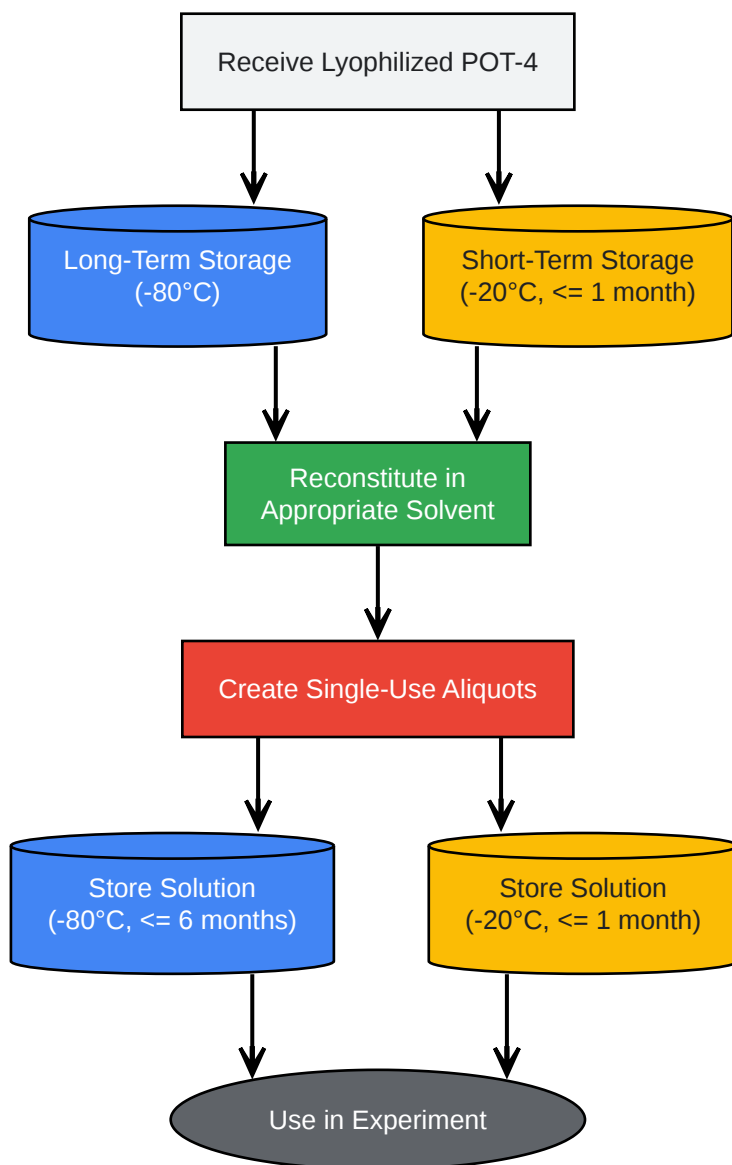 Receive Lyophilized POT-4
Long-Term Storage
(-80°C)
Short-Term Storage
(-20°C, <= 1 month)
Reconstitute in
Appropriate Solvent
Create Single-Use Aliquots
Store Solution
(-80°C, <= 6 months)
Store Solution
(-20°C, <= 1 month)
Use in Experiment